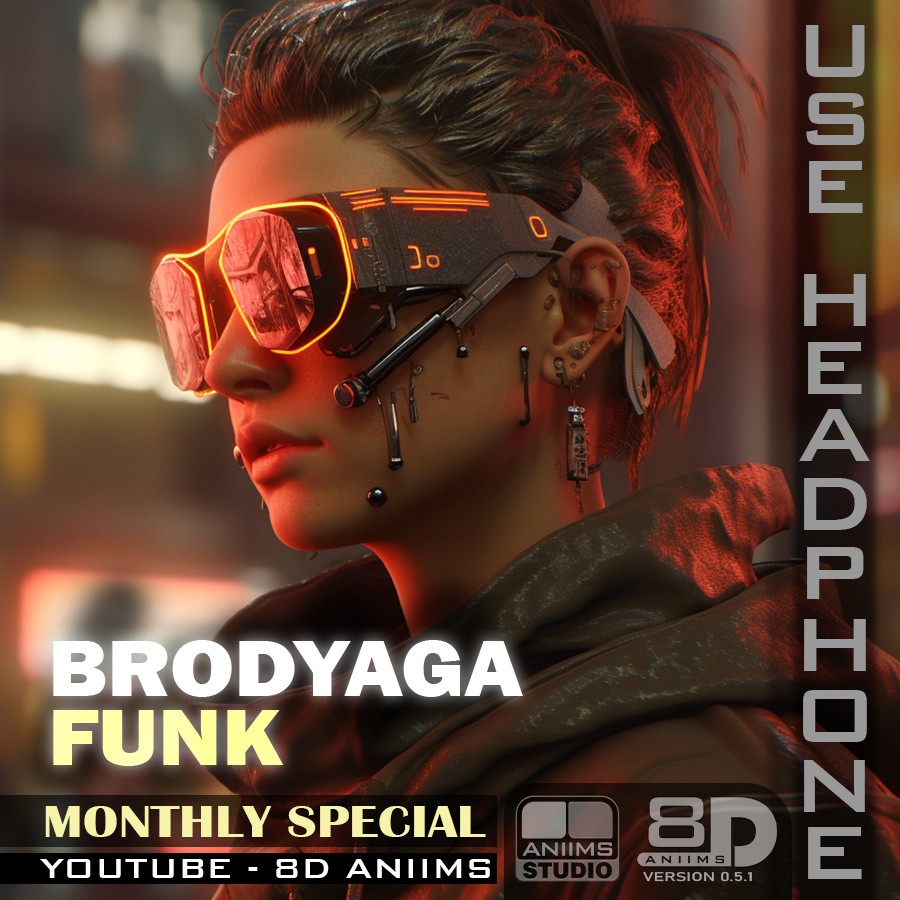 BRODYAGA
FUNK
MONTHLY SPECIAL
YOUTUBE - 8D ANIIMS
ANIIMS
STUDIO
8D
ANIIMS
VERSION 0.5.1
USE HEADPHONE